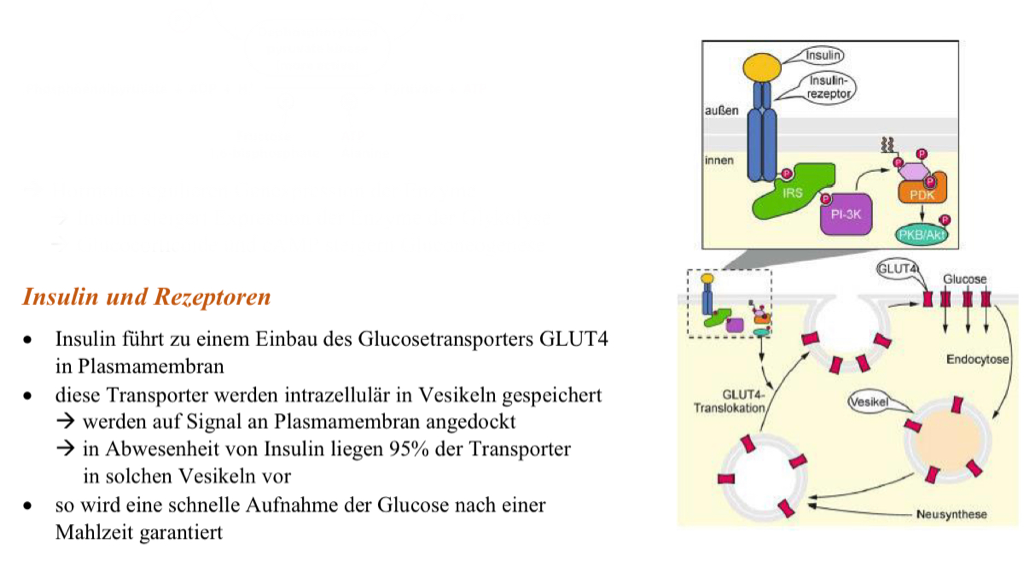 Insulin und Rezeptoren
• Insulin führt zu einem Einbau des Glucosetransporters GLUT4
in Plasmamembran
• diese Transporter werden intrazellulär in Vesikeln gespeichert
→ werden auf Signal an Plasmamembran angedockt
→ in Abwesenheit von Insulin liegen 95% der Transporter
in solchen Vesikeln vor
• so wird eine schnelle Aufnahme der Glucose nach einer
Mahlzeit garantiert
Insulin
Insulin-
rezeptor
außen
innen
P
P
P
P
IRS
P
PDK
PI-3K
P
PKB/Akt
GLUT4
Glucose
Endocytose
GLUT4-
Translokation
Vesikel
Neusynthese